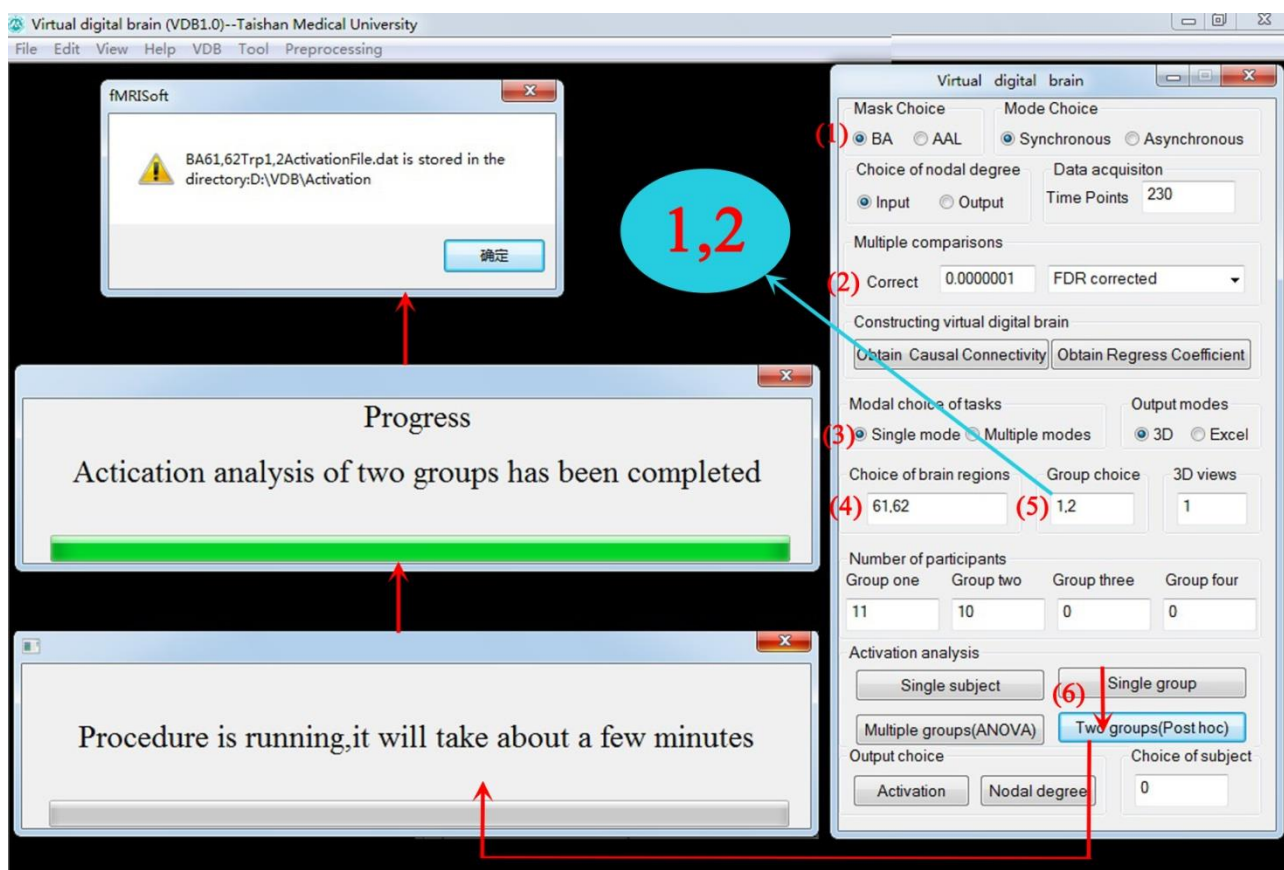 Virtual digital brain (VDB1.0)--Taishan Medical University
File Edit View Help VDB Tool Preprocessing
fMRISoft
BA61,62Trp1,2ActivationFile.dat is stored in the
directory:D:\VDB\Activation
确定
1,2
Progress
Actication analysis of two groups has been completed
Procedure is running,it will take about a few minutes
Virtual digital brain
Mask Choice Mode Choice
(1) BA AAL Synchronous Asynchronous
Choice of nodal degree Data acquisiton
Input Output Time Points 230
Multiple comparisons
(2) Correct 0.0000001 FDR corrected
Constructing virtual digital brain
Obtain Causal Connectivity Obtain Regress Coefficient
Modal choice of tasks Output modes
(3) Single mode Multiple modes 3D Excel
Choice of brain regions Group choice 3D views
(4) 61,62 (5) 1,2 1
Number of participants
Group one Group two Group three Group four
11 10 0 0
Activation analysis
Single subject (6) Single group
Multiple groups(ANOVA) Two groups(Post hoc)
Output choice Choice of subject
Activation Nodal degree 0